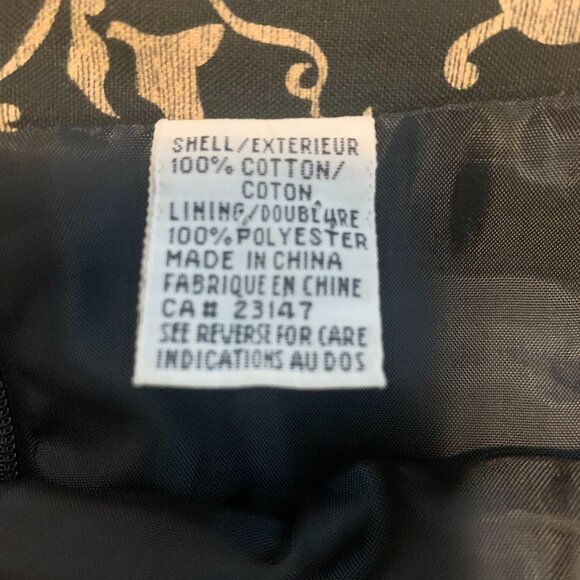 SHELL/EXTERIEUR
100% COTTON/
COTON
LINING/DOUBLURE
100% POLYESTER
MADE IN CHINA
FABRIQUE EN CHINE
CA # 23147
SEE REVERSE FOR CARE
INDICATIONS AU DOS